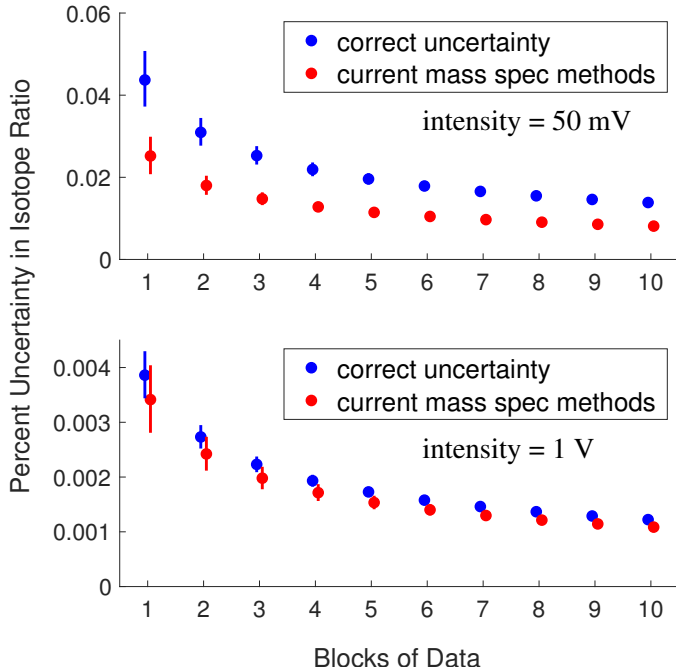 Percent Uncertainty in Isotope Ratio
0.06
0.04
0.02
0
correct uncertainty
current mass spec methods
intensity = 50 mV
1 2 3 4 5 6 7 8 9 10
0.004
0.003
0.002
0.001
0
correct uncertainty
current mass spec methods
intensity = 1 V
1 2 3 4 5 6 7 8 9 10
Blocks of Data